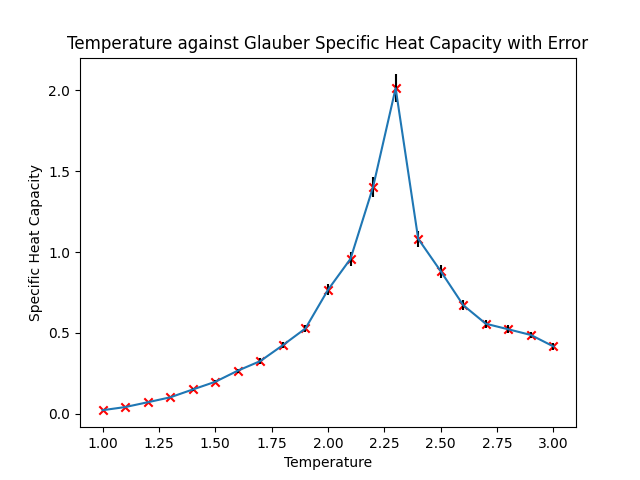 Temperature against Glauber Specific Heat Capacity with Error
2.0
1.5
1.0
0.5
0.0
Specific Heat Capacity
1.00 1.25 1.50 1.75 2.00 2.25 2.50 2.75 3.00
Temperature